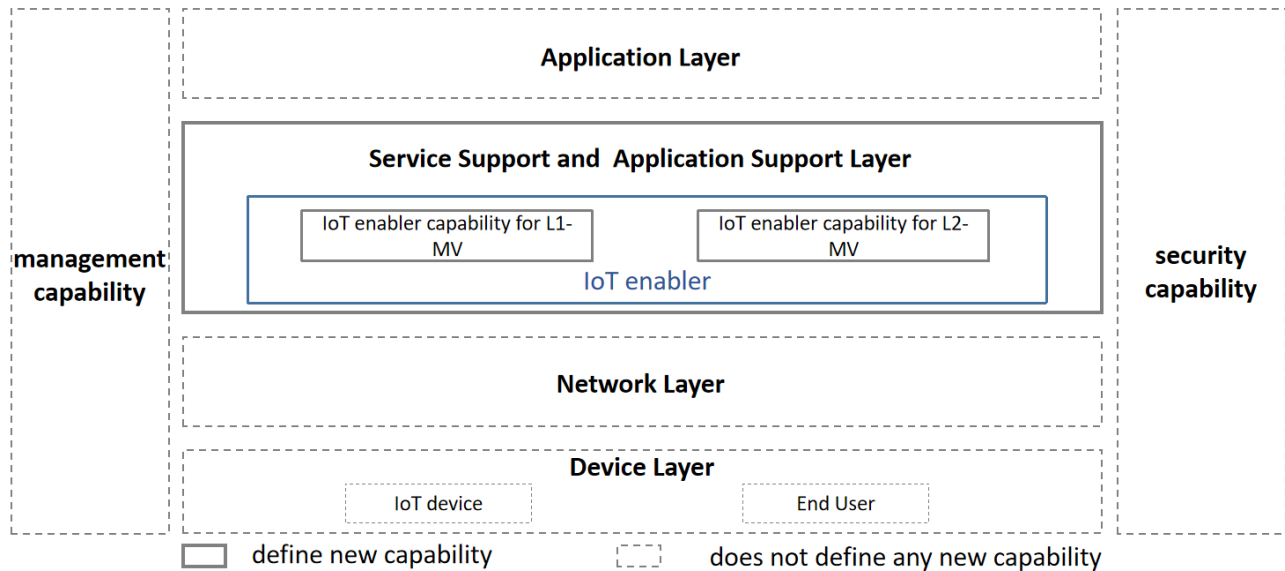 Application Layer
Service Support and  Application Support Layer
IoT enabler capability for L1-
MV
IoT enabler capability for L2-
MV
IoT enabler
management
capability
security
capability
Network Layer
Device Layer
IoT device
End User
define new capability
does not define any new capability